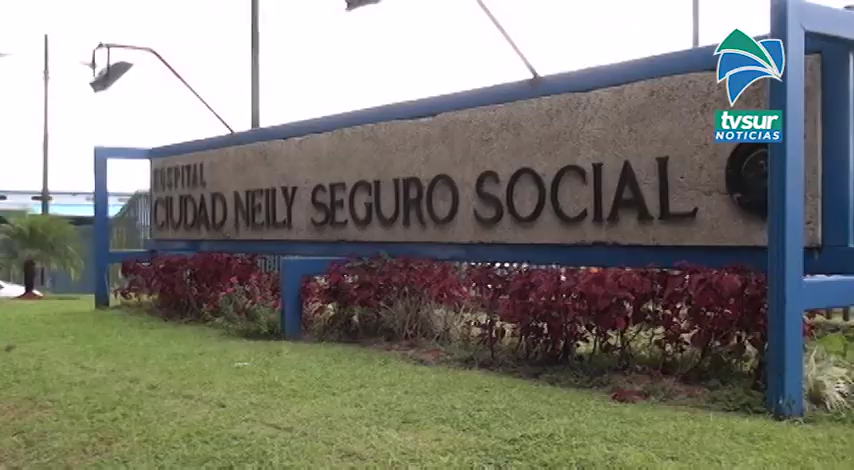 HOSPITAL
CIUDAD NEILY SEGURO SOCIAL
tvsur
NOTICIAS